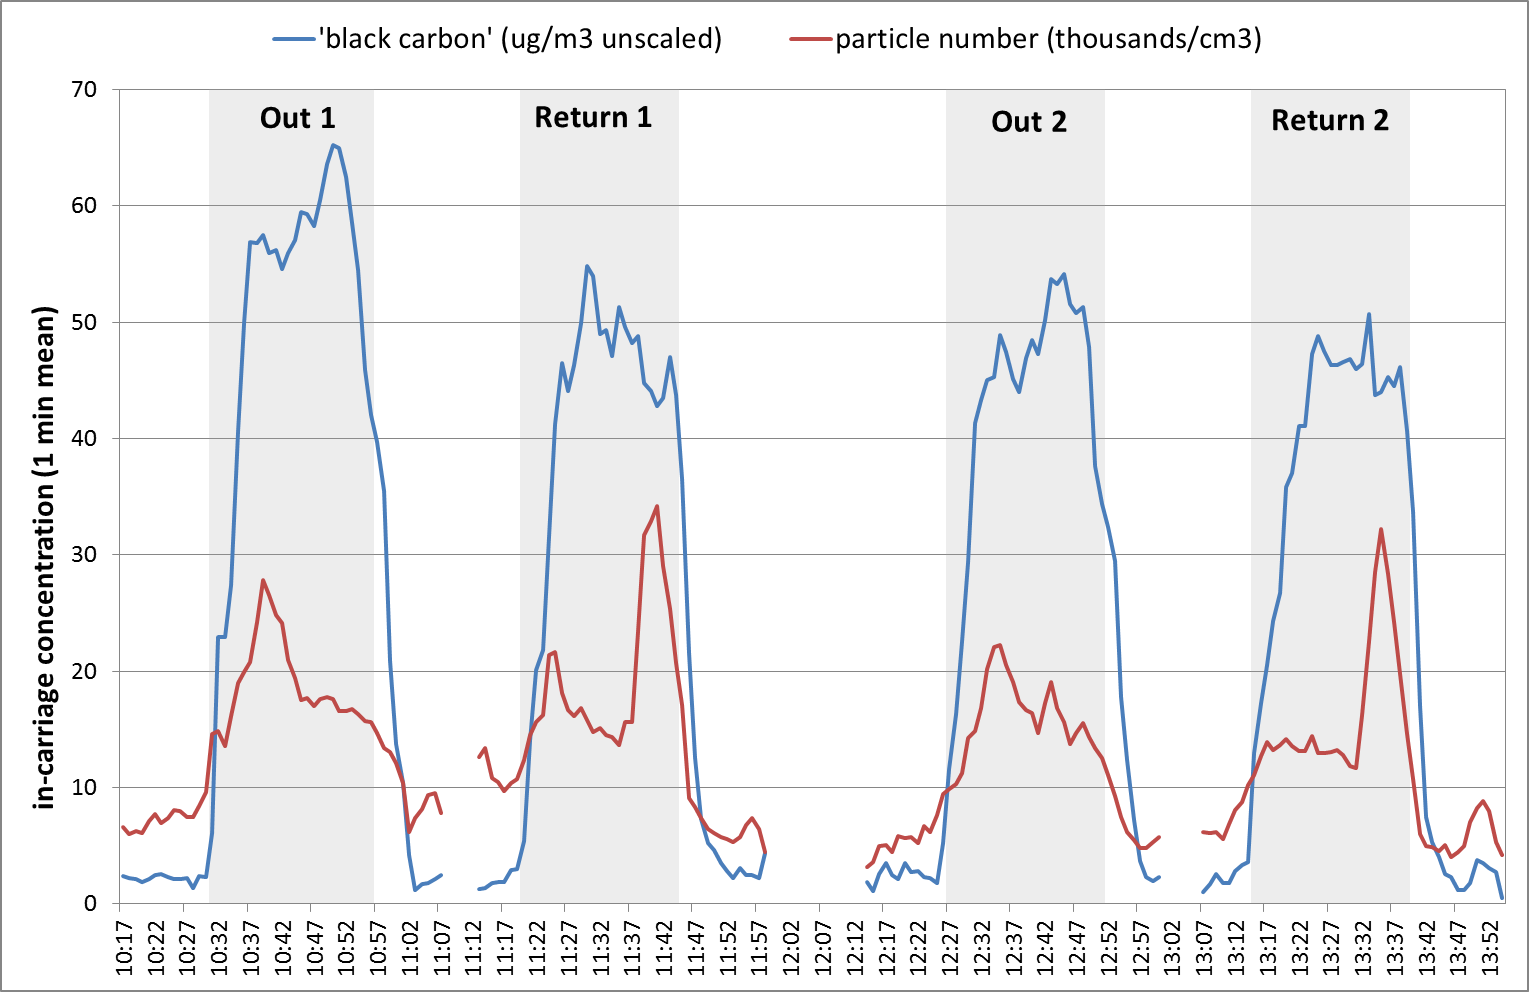 'black carbon' (ug/m3 unscaled) particle number (thousands/cm3)
70
60
50
40
30
20
10
0
in-carriage concentration (1 min mean)
Out 1 Return 1 Out 2 Return 2
10:17 10:22 10:27 10:32 10:37 10:42 10:47 10:52 10:57 11:02 11:07 11:12 11:17 11:22 11:27 11:32 11:37 11:42 11:47 11:52 11:57 12:02 12:07 12:12 12:17 12:22 12:27 12:32 12:37 12:42 12:47 12:52 12:57 13:02 13:07 13:12 13:17 13:22 13:27 13:32 13:37 13:42 13:47 13:52